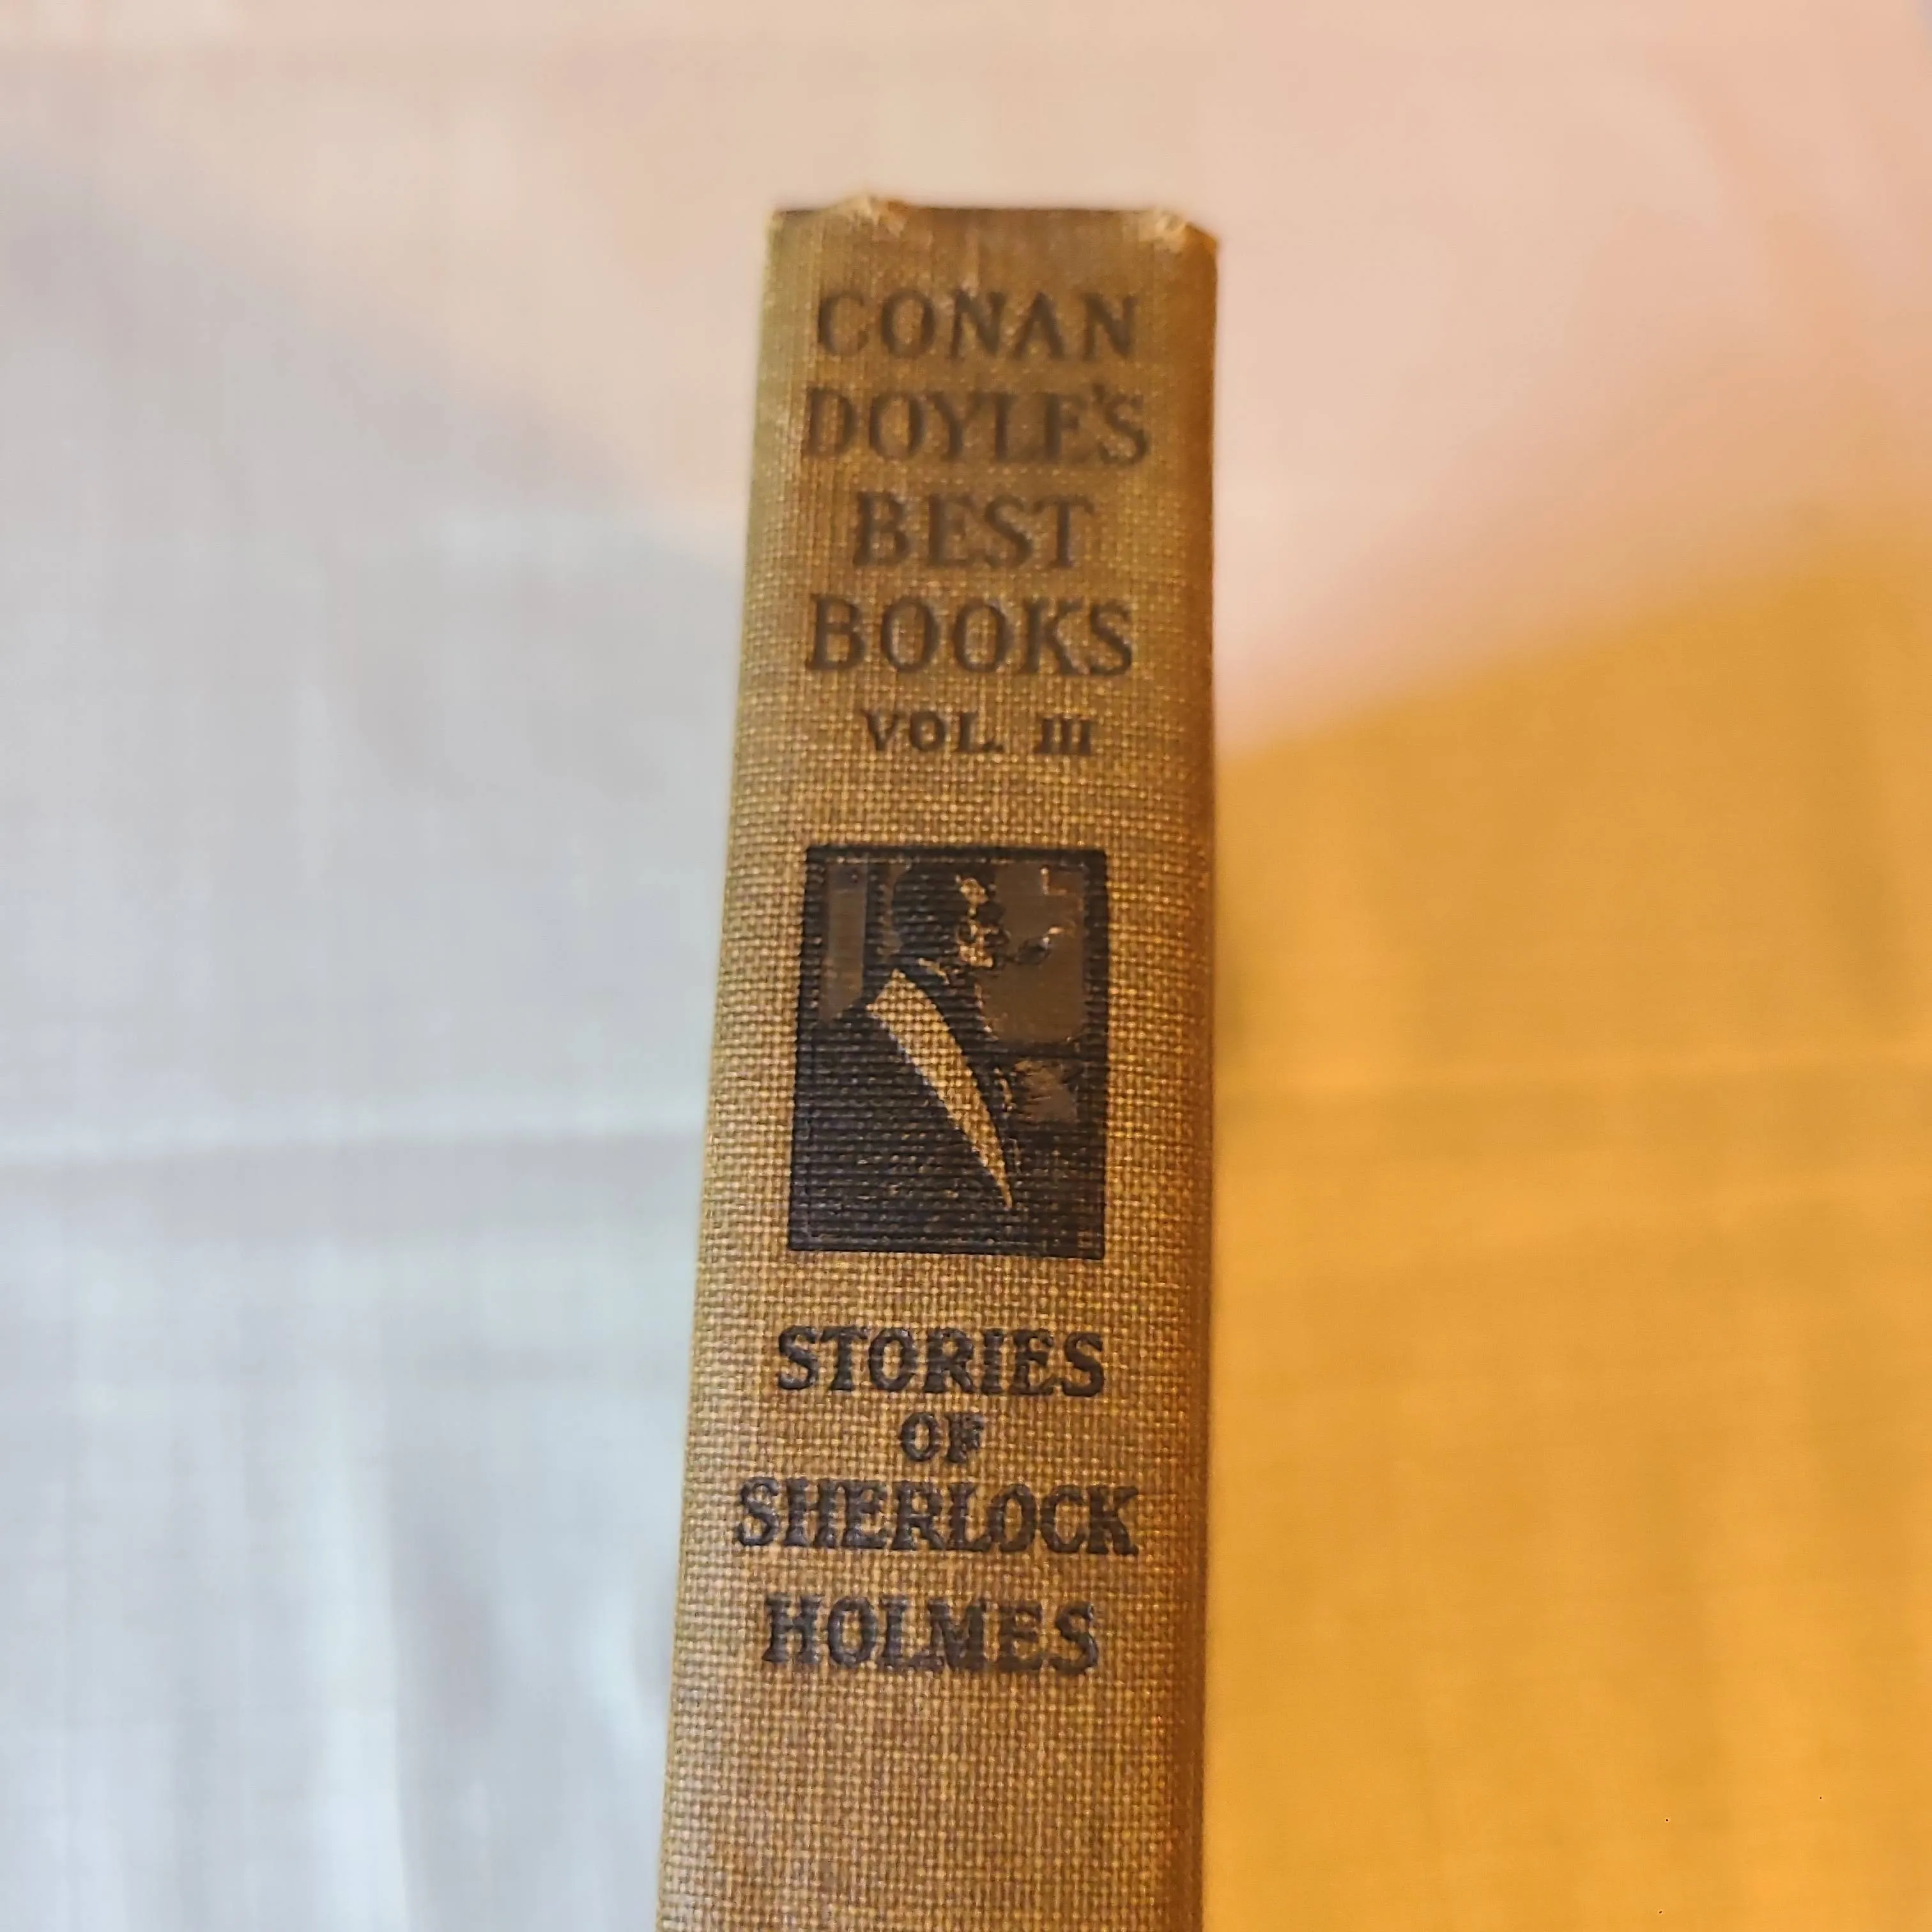 CONAN
DOYLE'S
BEST
BOOKS
VOL. III
STORIES
OF
SHERLOCK
HOLMES